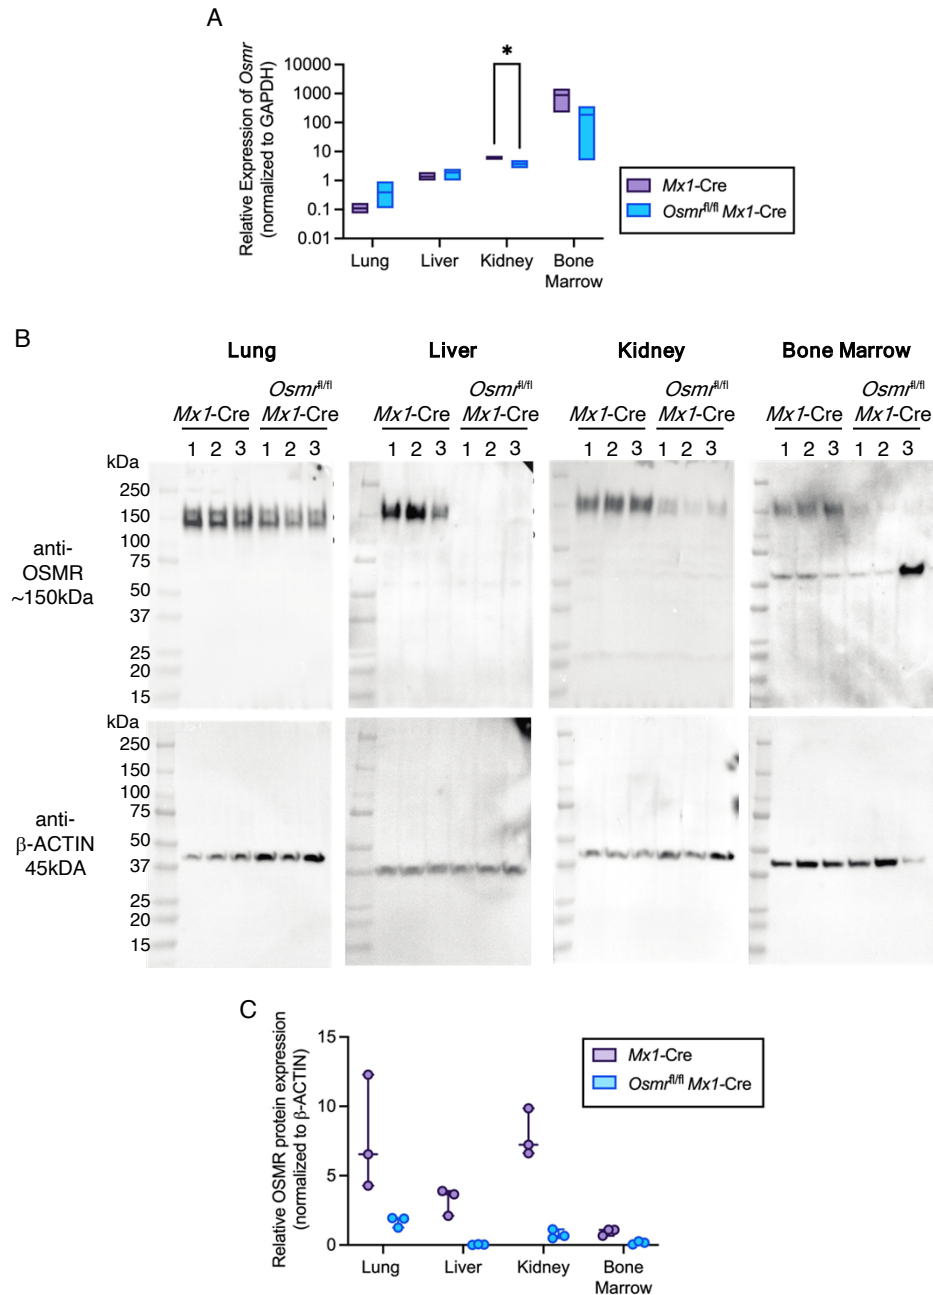 A
Relative Expression of Osmr
(normalized to GAPDH)
10000
1000
100
10
1
0.1
0.01
*
Lung Liver Kidney Bone
Marrow
Mx1-Cre
Osmrfl/fl Mx1-Cre
B
Lung Liver Kidney Bone Marrow
Osmrfl/fl Osmrfl/fl Osmrfl/fl Osmrfl/fl
Mx1-Cre Mx1-Cre Mx1-Cre Mx1-Cre Mx1-Cre Mx1-Cre Mx1-Cre Mx1-Cre
1 2 3 1 2 3 1 2 3 1 2 3 1 2 3 1 2 3 1 2 3 1 2 3
kDa
250
150
100
75
50
37
25
20
15
anti-
OSMR
~150kDa
kDa
250
150
100
75
50
37
25
20
15
anti-
β-ACTIN
45kDA
C
Relative OSMR protein expression
(normalized to β-ACTIN)
15
10
5
0
Lung Liver Kidney Bone
Marrow
Mx1-Cre
Osmrfl/fl Mx1-Cre